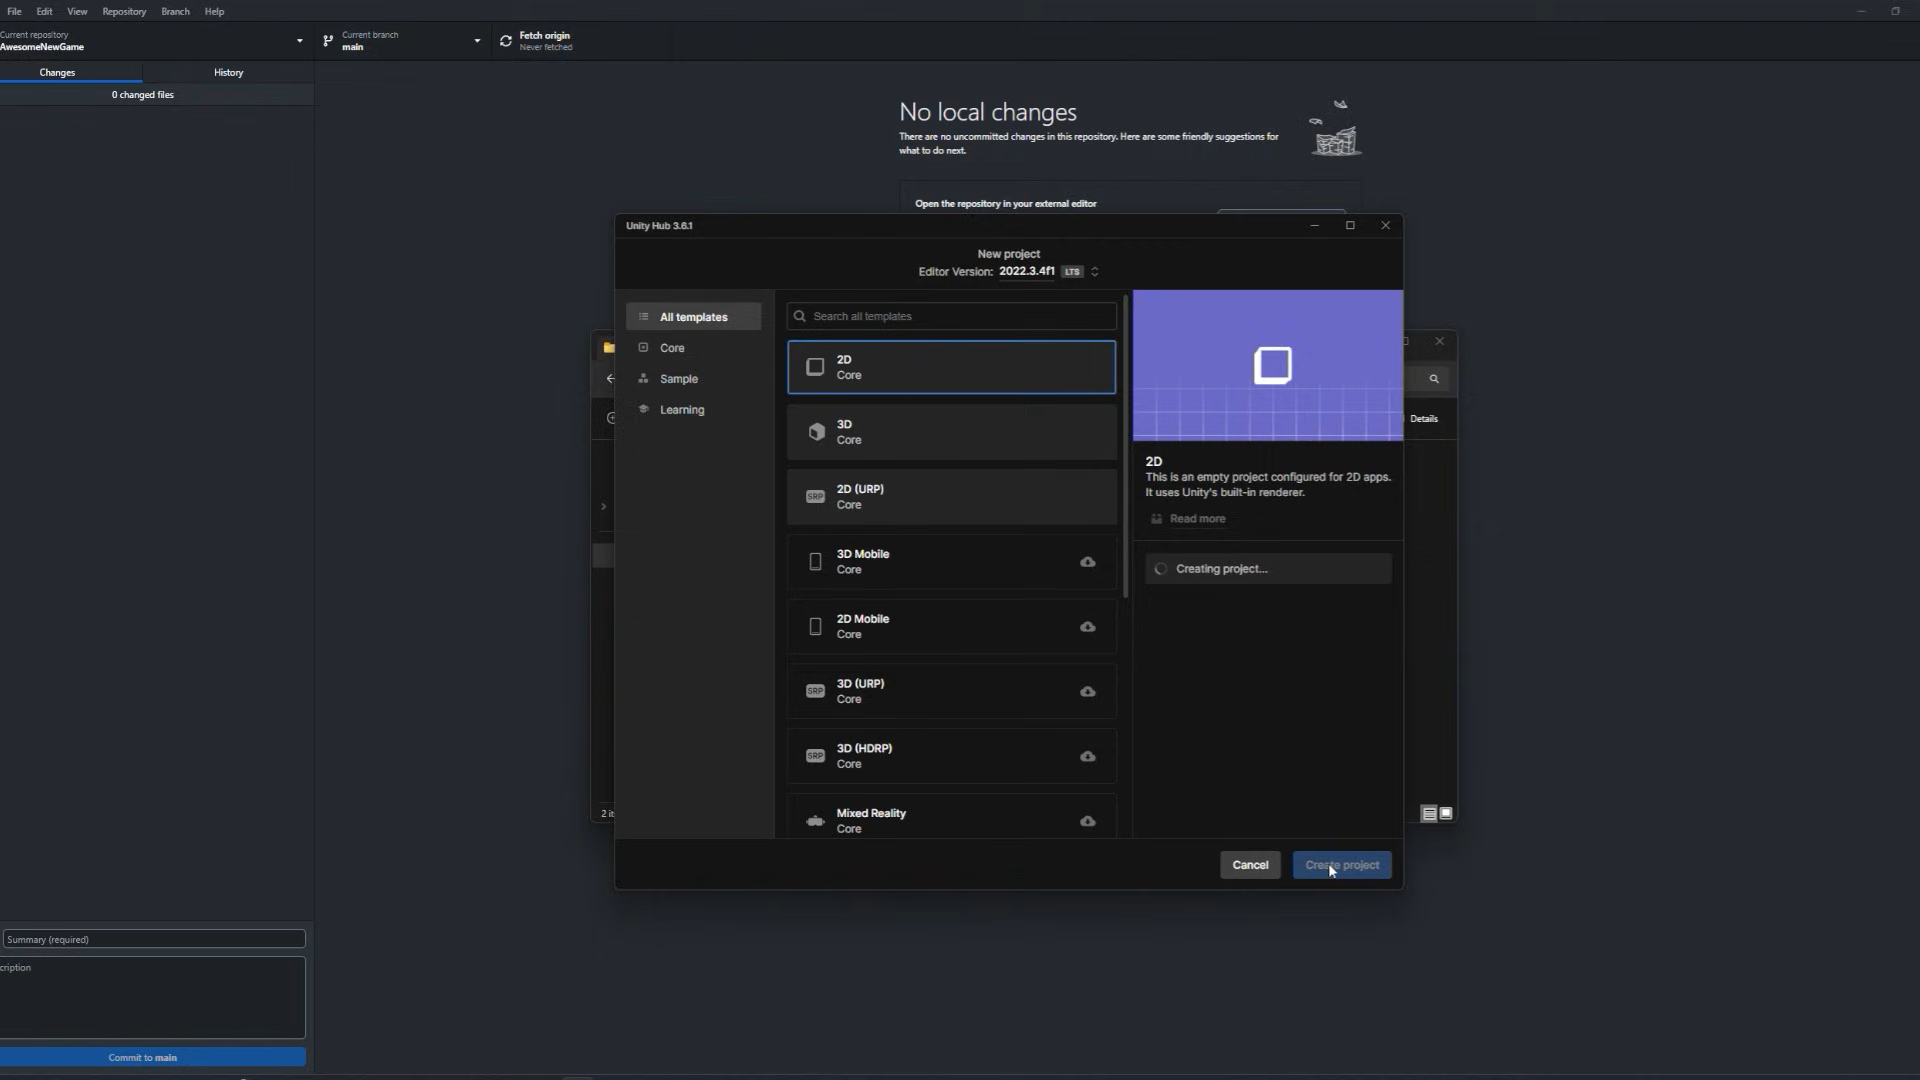 File Edit View Repository Branch Help
Current repository
AwesomeNewGame
Current branch
main
Fetch origin
Never fetched
Changes
History
0 changed files
No local changes
There are no uncommitted changes in this repository. Here are some friendly suggestions for
what to do next.
Open the repository in your external editor
Unity Hub 3.6.1
New project
Editor Version: 2022.3.4f1 LTS
All templates
Core
Sample
Learning
Search all templates
2D
Core
3D
Core
SRP
2D (URP)
Core
3D Mobile
Core
2D Mobile
Core
SRP
3D (URP)
Core
SRP
3D (HDRP)
Core
Mixed Reality
Core
2D
This is an empty project configured for 2D apps.
It uses Unity's built-in renderer.
Read more
Creating project...
Cancel
Create project
Details
2 it
Summary (required)
cription
Commit to main